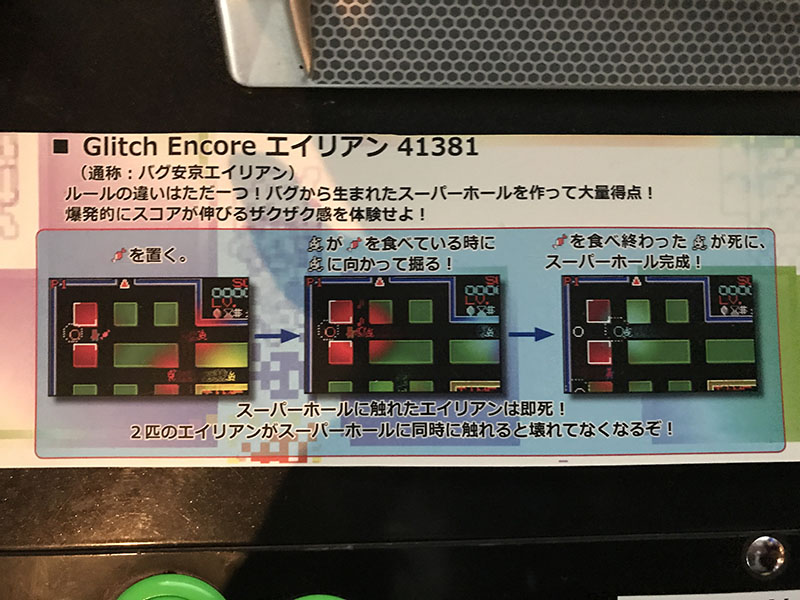 ■ Glitch Encore エイリアン 41381
（通称：バグ安京エイリアン）
ルールの違いはただ一つ！バグから生まれたスーパーホールを作って大量得点！
爆発的にスコアが伸びるザクザク感を体験せよ！
を置く。
が を食べている時に
に向かって掘る！
を食べ終わった が死に、
スーパーホール完成！
P.1
LV.
P.1
LV.
P.1
LV.
スーパーホールに触れたエイリアンは即死！
２匹のエイリアンがスーパーホールに同時に触れると壊れてなくなるぞ！